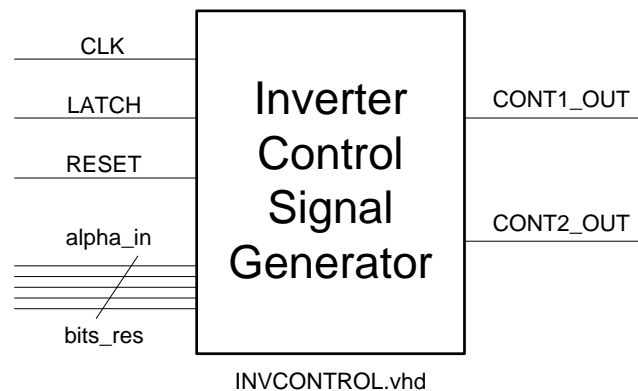 CLK
LATCH
RESET
alpha_in
bits_res
Inverter
Control
Signal
Generator
CONT1_OUT
CONT2_OUT
INVCONTROL.vhd